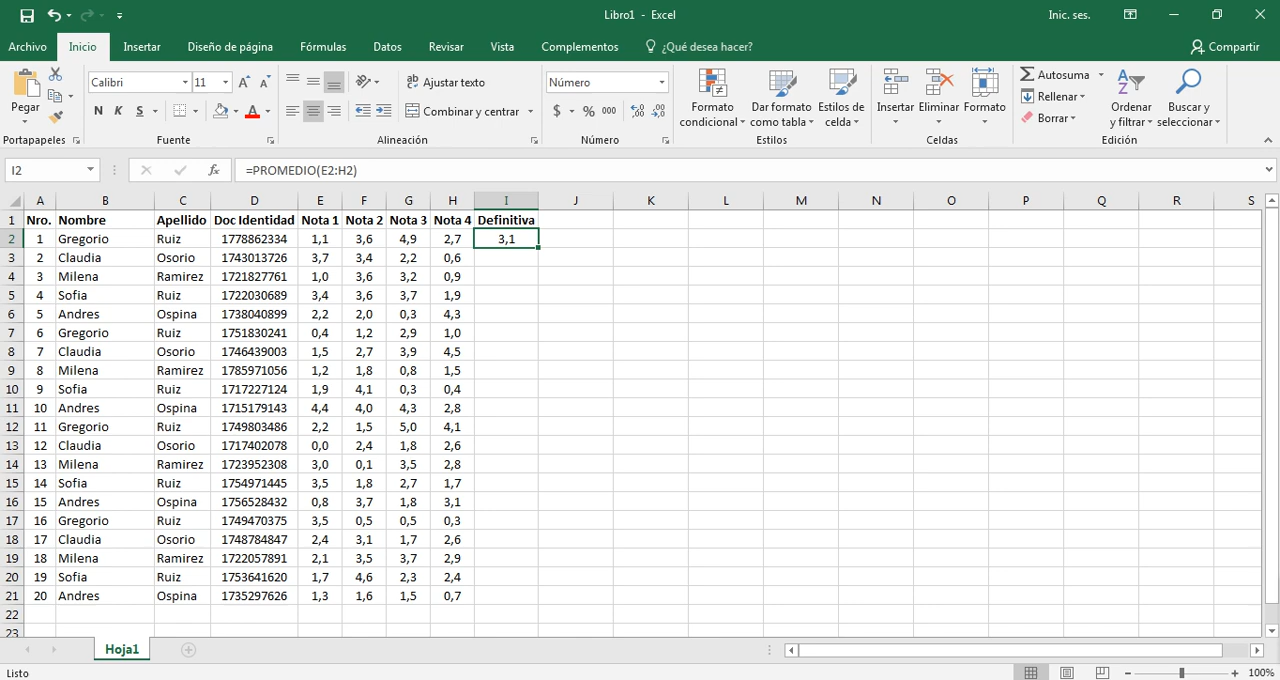 Libro1 - Excel
Inic. ses.
Archivo Inicio Insertar Diseño de página Fórmulas Datos Revisar Vista Complementos ¿Qué desea hacer? Compartir
Pegar
Portapapeles
Calibri 11
N K S
Fuente
Ajustar texto
Combinar y centrar
Alineación
Número
$ % 000
Número
Formato condicional
Dar formato como tabla
Estilos de celda
Estilos
Insertar Eliminar Formato
Celdas
Autosuma
Rellenar
Borrar
Ordenar y filtrar
Buscar y seleccionar
Edición
I2 fx =PROMEDIO(E2:H2)
A B C D E F G H I J K L M N O P Q R S
1 Nro. Nombre Apellido Doc Identidad Nota 1 Nota 2 Nota 3 Nota 4 Definitiva
2 1 Gregorio Ruiz 1778862334 1,1 3,6 4,9 2,7 3,1
3 2 Claudia Osorio 1743013726 3,7 3,4 2,2 0,6
4 3 Milena Ramirez 1721827761 1,0 3,6 3,2 0,9
5 4 Sofia Ruiz 1722030689 3,4 3,6 3,7 1,9
6 5 Andres Ospina 1738040899 2,2 2,0 0,3 4,3
7 6 Gregorio Ruiz 1751830241 0,4 1,2 2,9 1,0
8 7 Claudia Osorio 1746439003 1,5 2,7 3,9 4,5
9 8 Milena Ramirez 1785971056 1,2 1,8 0,8 1,5
10 9 Sofia Ruiz 1717227124 1,9 4,1 0,3 0,4
11 10 Andres Ospina 1715179143 4,4 4,0 4,3 2,8
12 11 Gregorio Ruiz 1749803486 2,2 1,5 5,0 4,1
13 12 Claudia Osorio 1717402078 0,0 2,4 1,8 2,6
14 13 Milena Ramirez 1723952308 3,0 0,1 3,5 2,8
15 14 Sofia Ruiz 1754971445 3,5 1,8 2,7 1,7
16 15 Andres Ospina 1756528432 0,8 3,7 1,8 3,1
17 16 Gregorio Ruiz 1749470375 3,5 0,5 0,5 0,3
18 17 Claudia Osorio 1748784847 2,4 3,1 1,7 2,6
19 18 Milena Ramirez 1722057891 2,1 3,5 3,7 2,9
20 19 Sofia Ruiz 1753641620 1,7 4,6 2,3 2,4
21 20 Andres Ospina 1735297626 1,3 1,6 1,5 0,7
22
23
Hoja1
Listo
100%